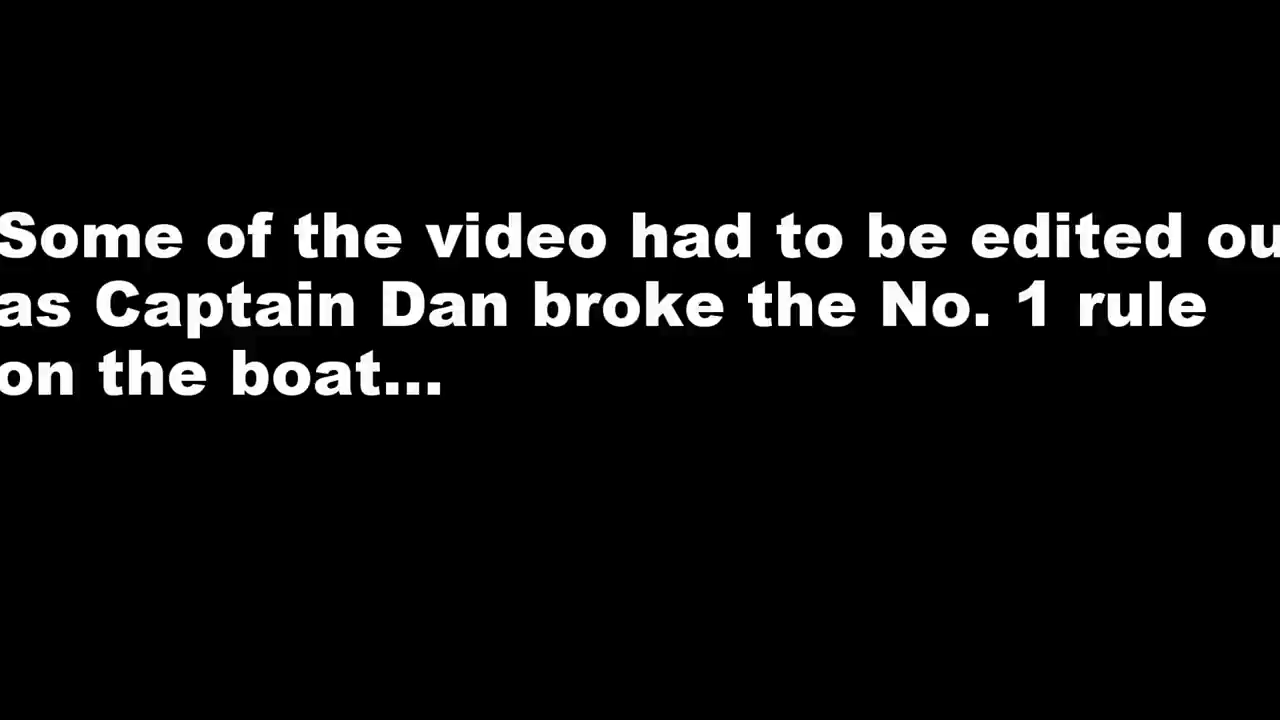 Some of the video had to be edited ou
as Captain Dan broke the No. 1 rule
on the boat...